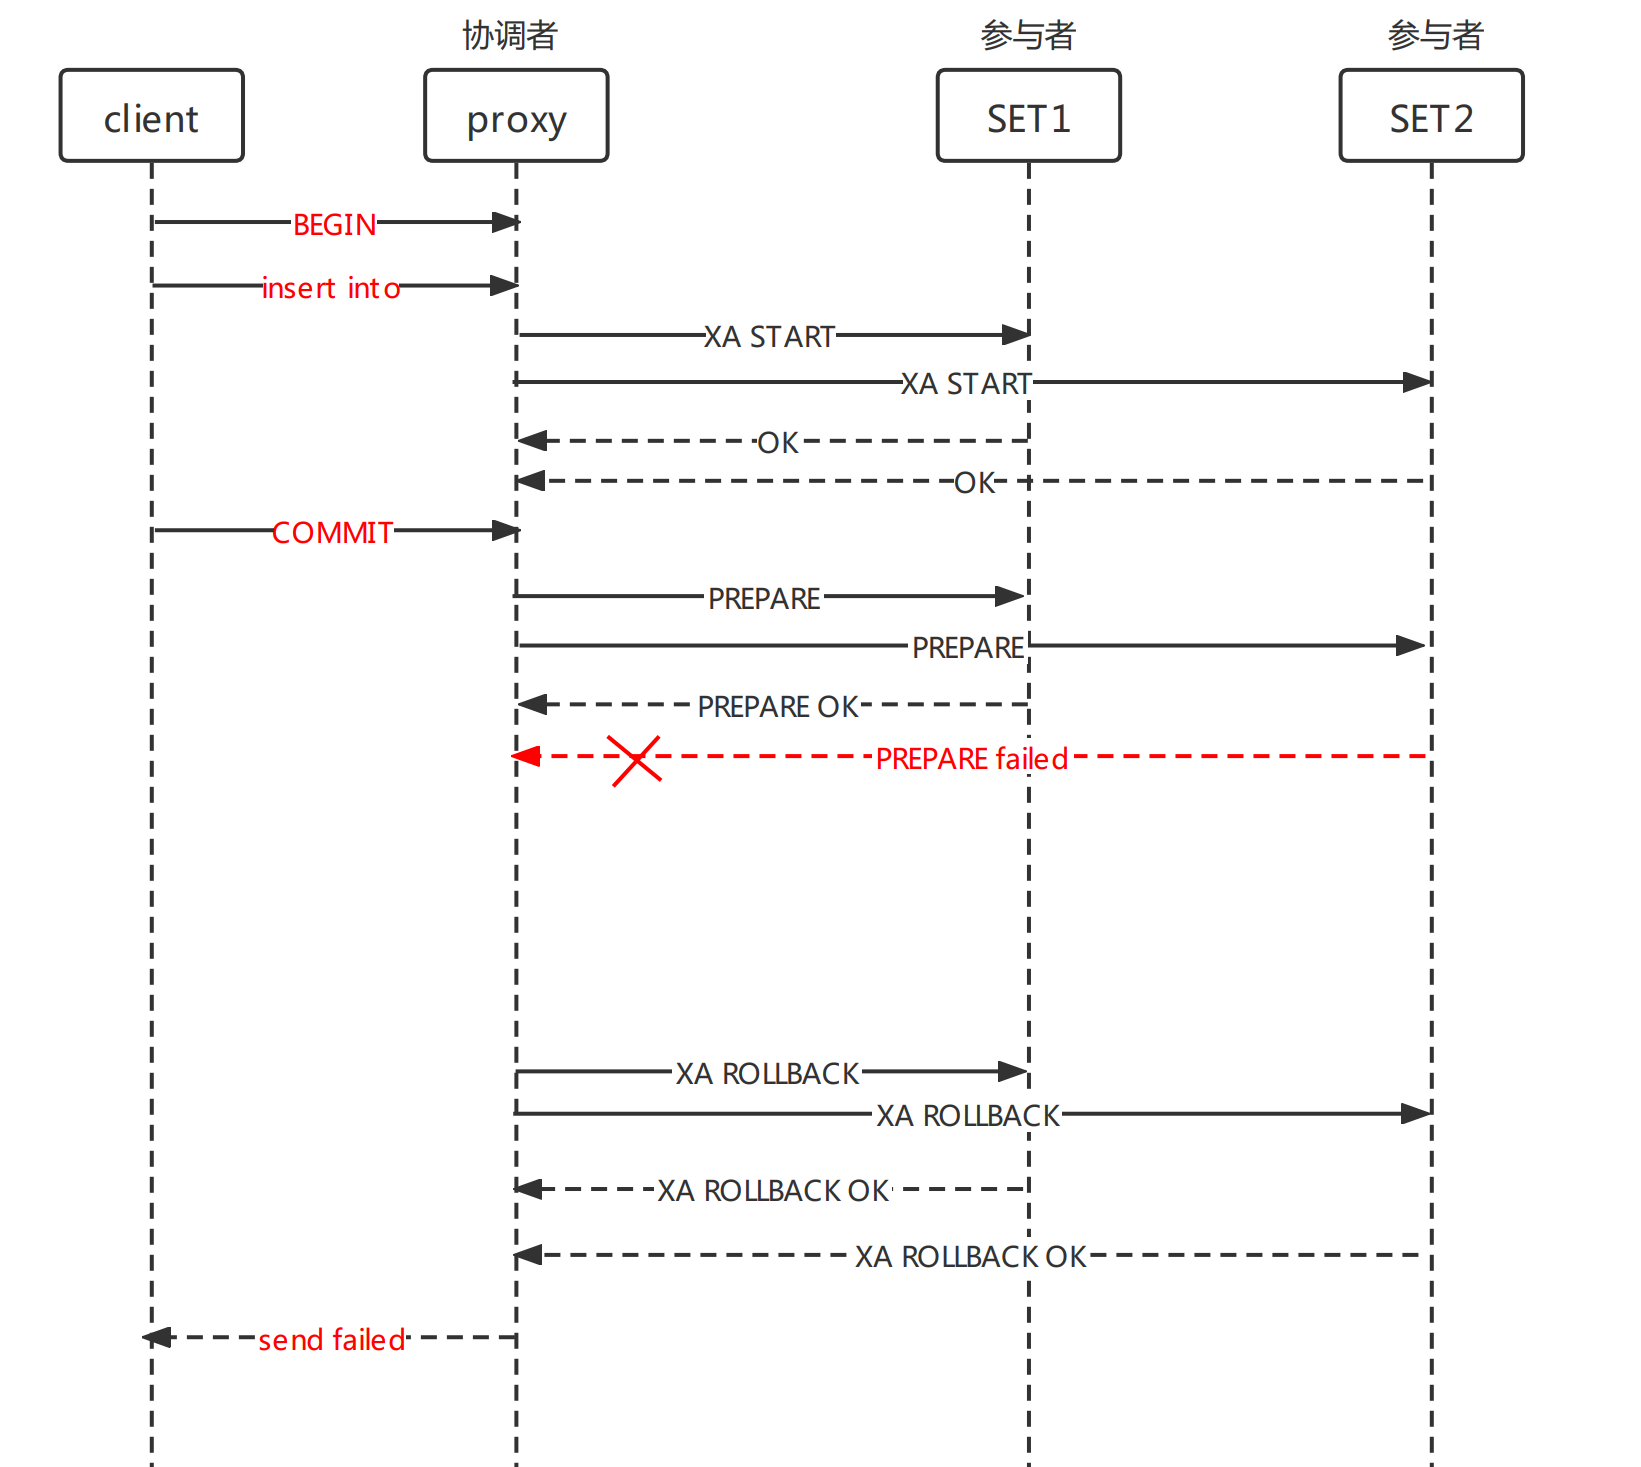 协调者 参与者 参与者
client proxy SET1 SET2
BEGIN
insert into
XA START
XA START
OK
OK
COMMIT
PREPARE
PREPARE
PREPARE OK
PREPARE failed
XA ROLLBACK
XA ROLLBACK
XA ROLLBACK OK
XA ROLLBACK OK
send failed